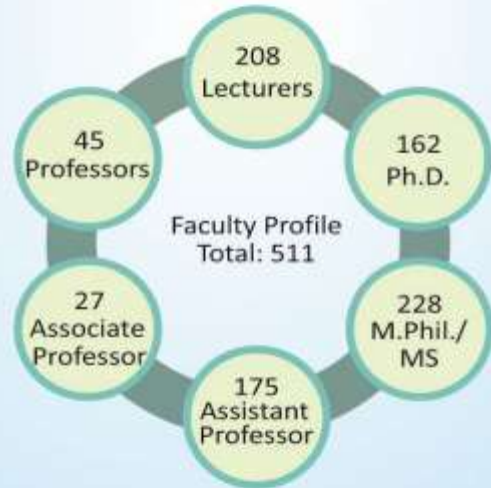 208
Lecturers
162
Ph.D.
228
M.Phil./
MS
175
Assistant
Professor
27
Associate
Professor
45
Professors
Faculty Profile
Total: 511